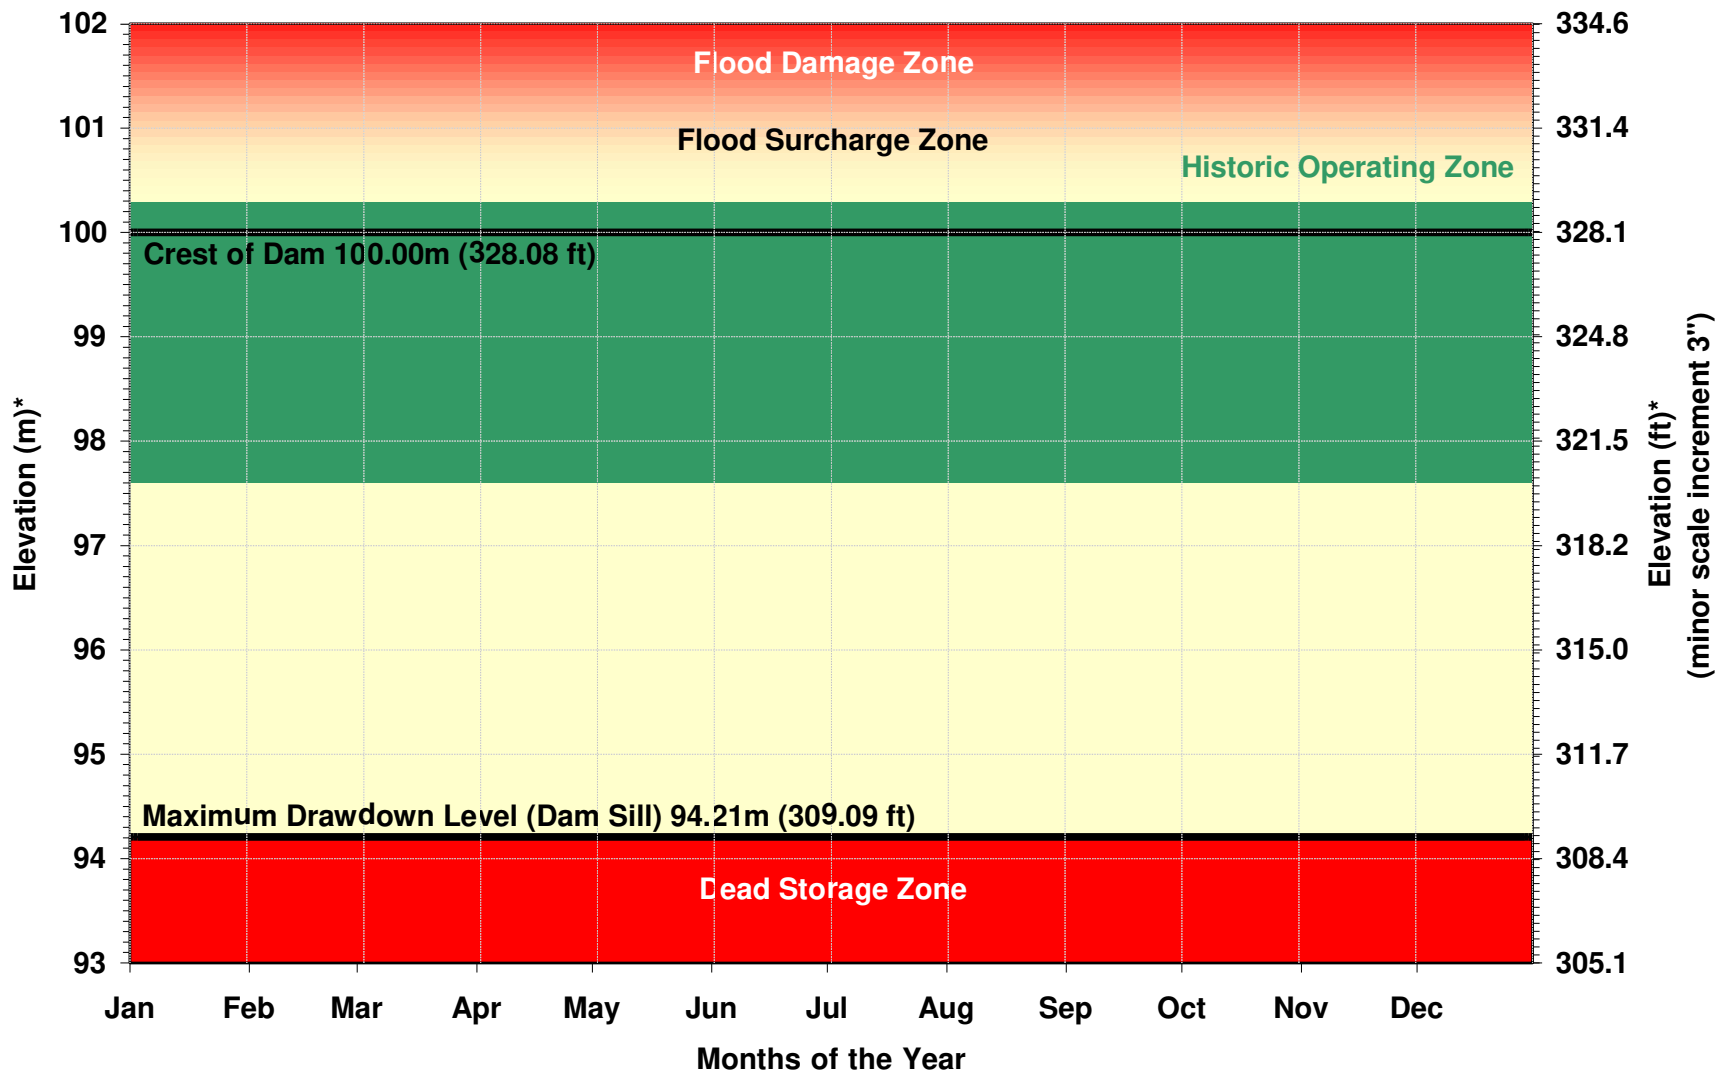 102
101
100
99
98
97
96
95
94
93
Elevation (m)*
Flood Damage Zone
Flood Surcharge Zone
Historic Operating Zone
Crest of Dam 100.00m (328.08 ft)
Maximum Drawdown Level (Dam Sill) 94.21m (309.09 ft)
Dead Storage Zone
334.6
331.4
328.1
324.8
321.5
318.2
315.0
311.7
308.4
305.1
Elevation (ft)*
(minor scale increment 3")
Jan Feb Mar Apr May Jun Jul Aug Sep Oct Nov Dec
Months of the Year